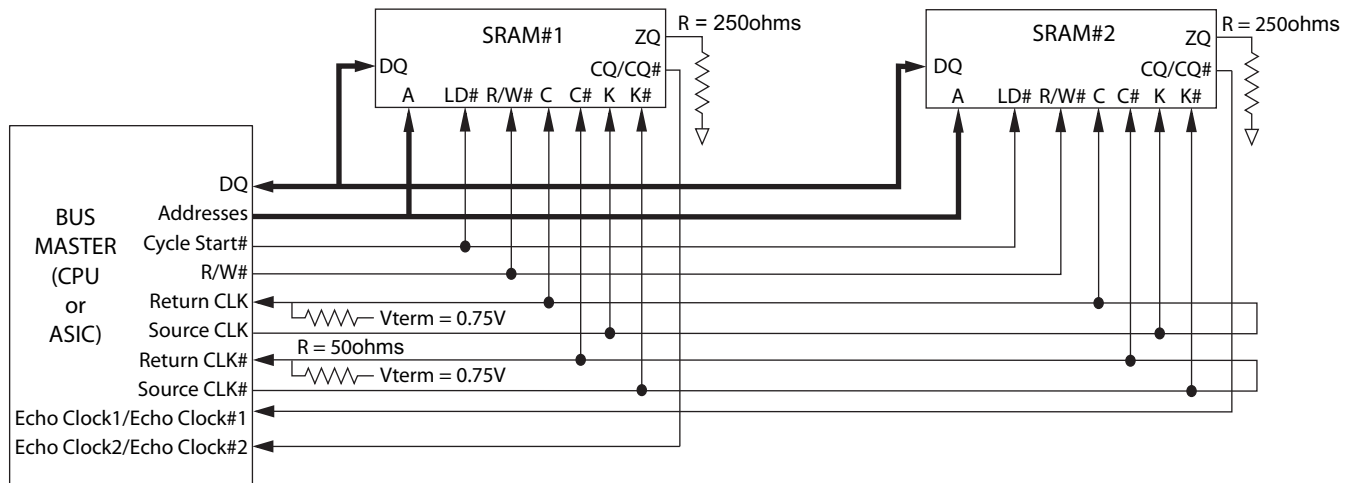 SRAM#1
ZQ
R = 250ohms
DQ
CQ/CQ#
A LD# R/W# C C# K K#
SRAM#2
ZQ
R = 250ohms
DQ
CQ/CQ#
A LD# R/W# C C# K K#
BUS
MASTER
(CPU
or
ASIC)
DQ
Addresses
Cycle Start#
R/W#
Return CLK
Vterm = 0.75V
Source CLK
R = 50ohms
Return CLK#
Vterm = 0.75V
Source CLK#
Echo Clock1/Echo Clock#1
Echo Clock2/Echo Clock#2